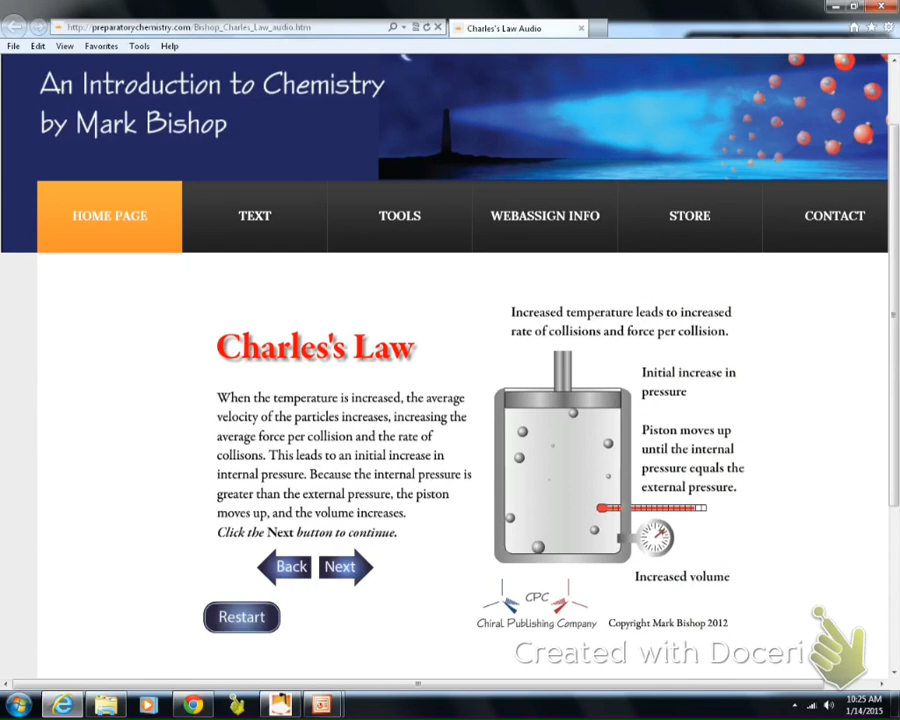 http://preparatorychemistry.com/Bishop_Charles_Law_audio.htm
Charles's Law Audio
File Edit View Favorites Tools Help
An Introduction to Chemistry
by Mark Bishop
HOME PAGE TEXT TOOLS WEBASSIGN INFO STORE CONTACT
Increased temperature leads to increased
rate of collisions and force per collision.
Charles's Law
When the temperature is increased, the average
velocity of the particles increases, increasing the
average force per collision and the rate of
collisons. This leads to an initial increase in
internal pressure. Because the internal pressure is
greater than the external pressure, the piston
moves up, and the volume increases.
Click the Next button to continue.
Back Next
Restart
Initial increase in
pressure
Piston moves up
until the internal
pressure equals the
external pressure.
Increased volume
CPC
Chiral Publishing Company
Copyright Mark Bishop 2012
Created with Doceri
10:25 AM
1/14/2015